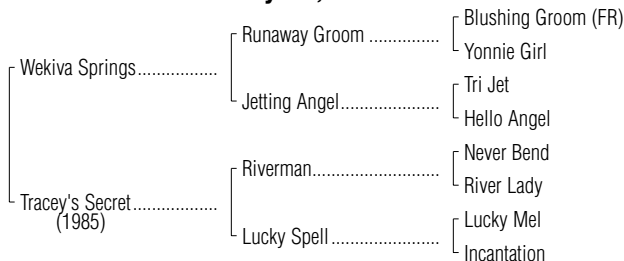 Blushing Groom (FR)
Runaway Groom ................
Yonnie Girl
Wekiva Springs.................
Tri Jet
Jetting Angel.....................
Hello Angel
Never Bend
Riverman...........................
River Lady
Tracey's Secret..................
(1985)
Lucky Mel
Lucky Spell.......................
Incantation